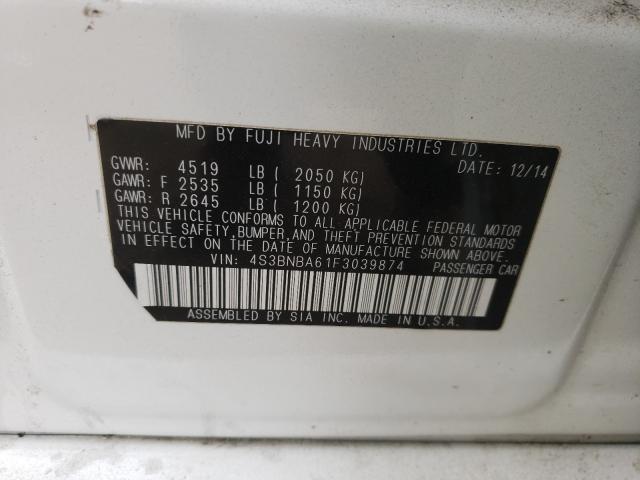 MFD BY FUJI HEAVY INDUSTRIES LTD.
DATE: 12/14
GVWR: 4519 LB ( 2050 KG)
GAWR: F 2535 LB ( 1150 KG)
GAWR: R 2645 LB ( 1200 KG)
THIS VEHICLE CONFORMS TO ALL APPLICABLE FEDERAL MOTOR
VEHICLE SAFETY, BUMPER, AND THEFT PREVENTION STANDARDS
IN EFFECT ON THE DATE OF MANUFACTURE SHOWN ABOVE.
VIN: 4S3BNBA61F3039874 PASSENGER CAR
ASSEMBLED BY SIA INC. MADE IN U.S.A.